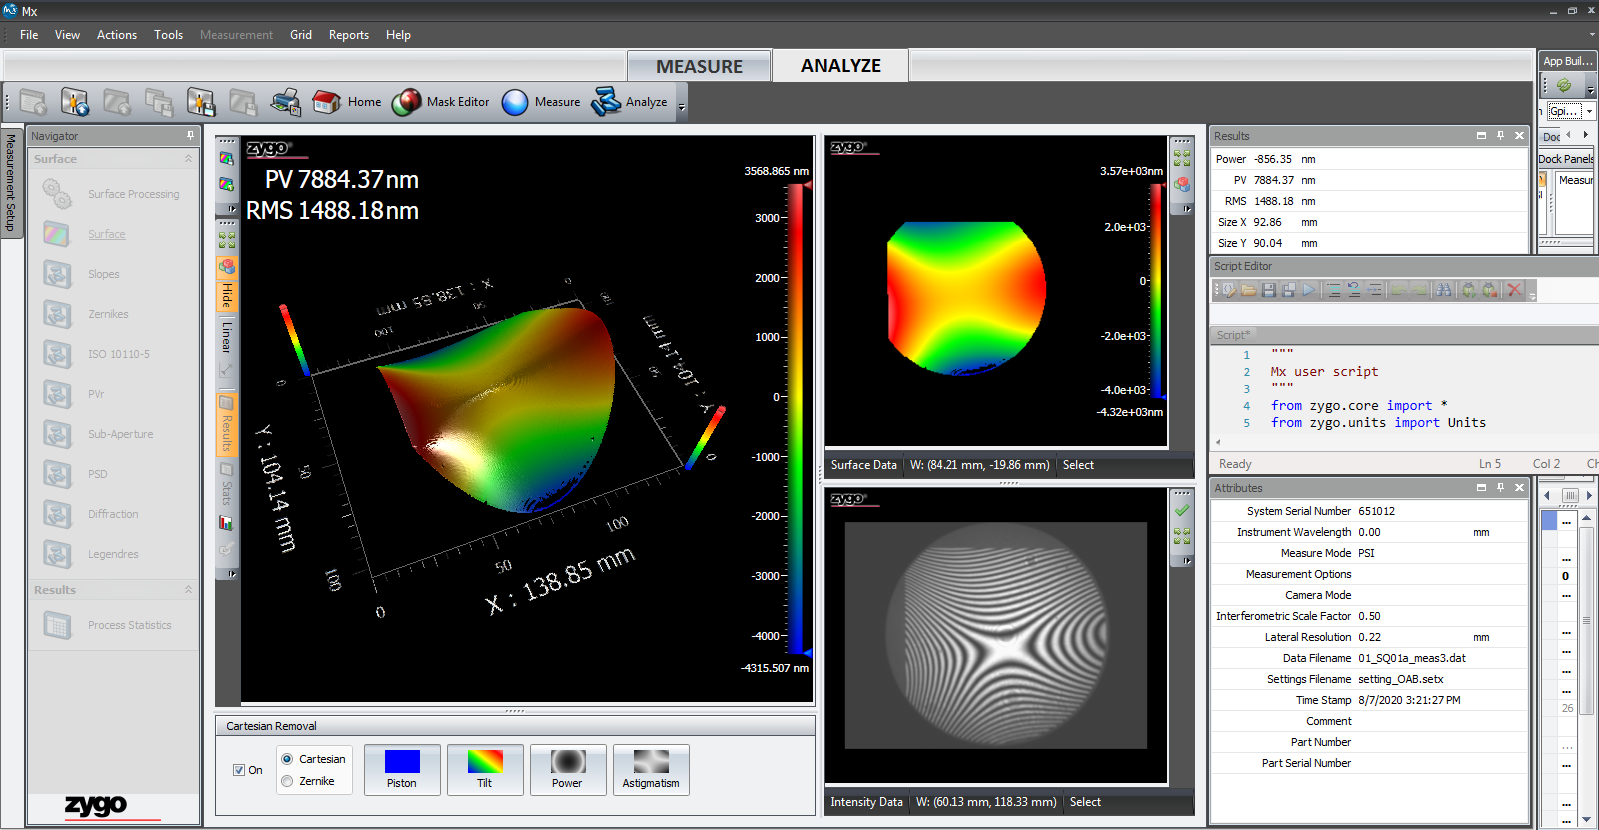 Mx
File View Actions Tools Measurement Grid Reports Help
MEASURE ANALYZE
App Buil...
Home Mask Editor Measure Analyze
Gpi...
Measurement Setup
Navigator
Surface
Surface Processing
Surface
Slopes
Zernikes
ISO 10110-5
PVr
Sub-Aperture
PSD
Diffraction
Legendres
Results
Process Statistics
zygo
Hide
Linear
Results
Stats
zygo
PV 7884.37nm
RMS 1488.18nm
X : 138.85 mm
100
50
0
Y : 104.14 mm
0
50
100
0
50
100
X : 138.85 mm
Y : 104.14 mm
50
0
3568.865 nm
3000
2000
1000
0
-1000
-2000
-3000
-4000
-4315.507 nm
Cartesian Removal
On
Cartesian
Zernike
Piston Tilt Power Astigmatism
zygo
3.57e+03nm
2.0e+03
0
-2.0e+03
-4.0e+03
-4.32e+03nm
Surface Data W: (84.21 mm, -19.86 mm) Select
zygo
Intensity Data W: (60.13 mm, 118.33 mm) Select
Results
Power -856.35 nm
PV 7884.37 nm
RMS 1488.18 nm
Size X 92.86 mm
Size Y 90.04 mm
Script Editor
Script*
1 """
2 Mx user script
3 """
4 from zygo.core import *
5 from zygo.units import Units
Ready Ln 5 Col 2 Ch
Attributes
System Serial Number 651012
Instrument Wavelength 0.00 mm
Measure Mode PSI
Measurement Options
Camera Mode
Interferometric Scale Factor 0.50
Lateral Resolution 0.22 mm
Data Filename 01_SQ01a_meas3.dat
Settings Filename setting_OAB.setx
Time Stamp 8/7/2020 3:21:27 PM
Comment
Part Number
Part Serial Number
Doc
Dock Panels
Measur
...
...
0
...
...
...
...
...
26
...
...
...
...